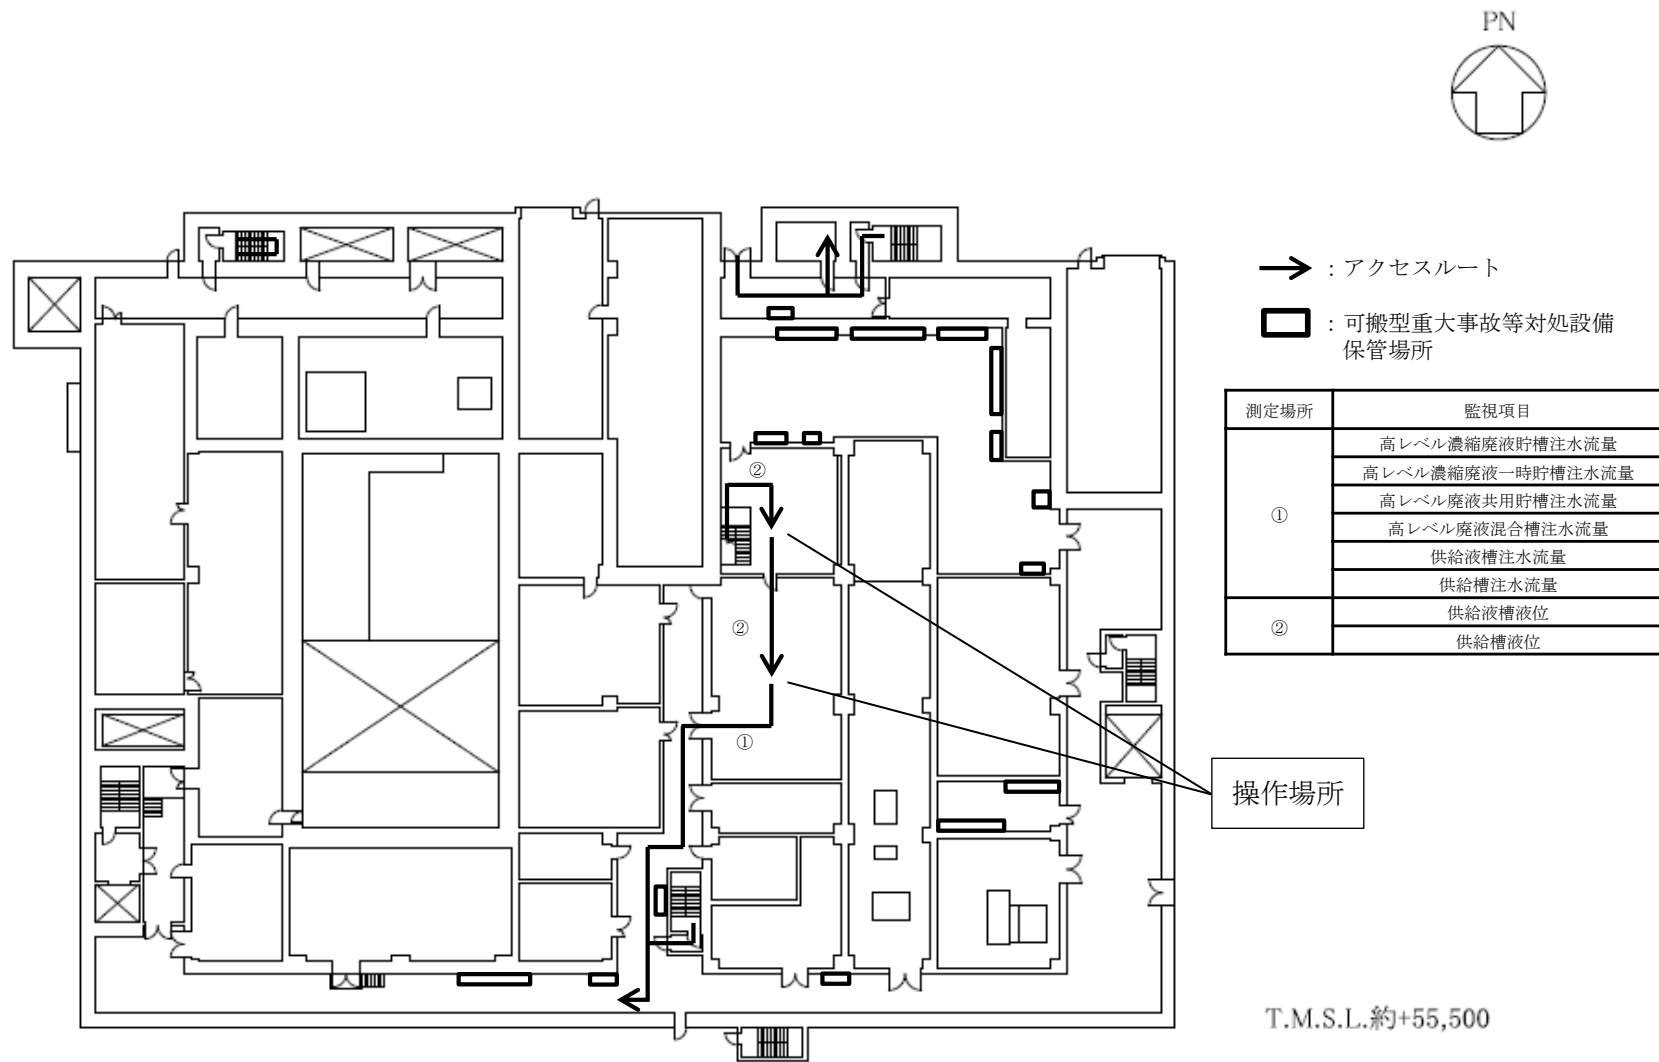 PN
：アクセスルート
：可搬型重大事故等対処設備
保管場所
測定場所 監視項目
① 高レベル濃縮廃液貯槽注水流量
高レベル濃縮廃液一時貯槽注水流量
高レベル廃液共用貯槽注水流量
高レベル廃液混合槽注水流量
供給液槽注水流量
供給槽注水流量
② 供給液槽液位
供給槽液位
②
②
①
操作場所
T.M.S.L.約+55,500